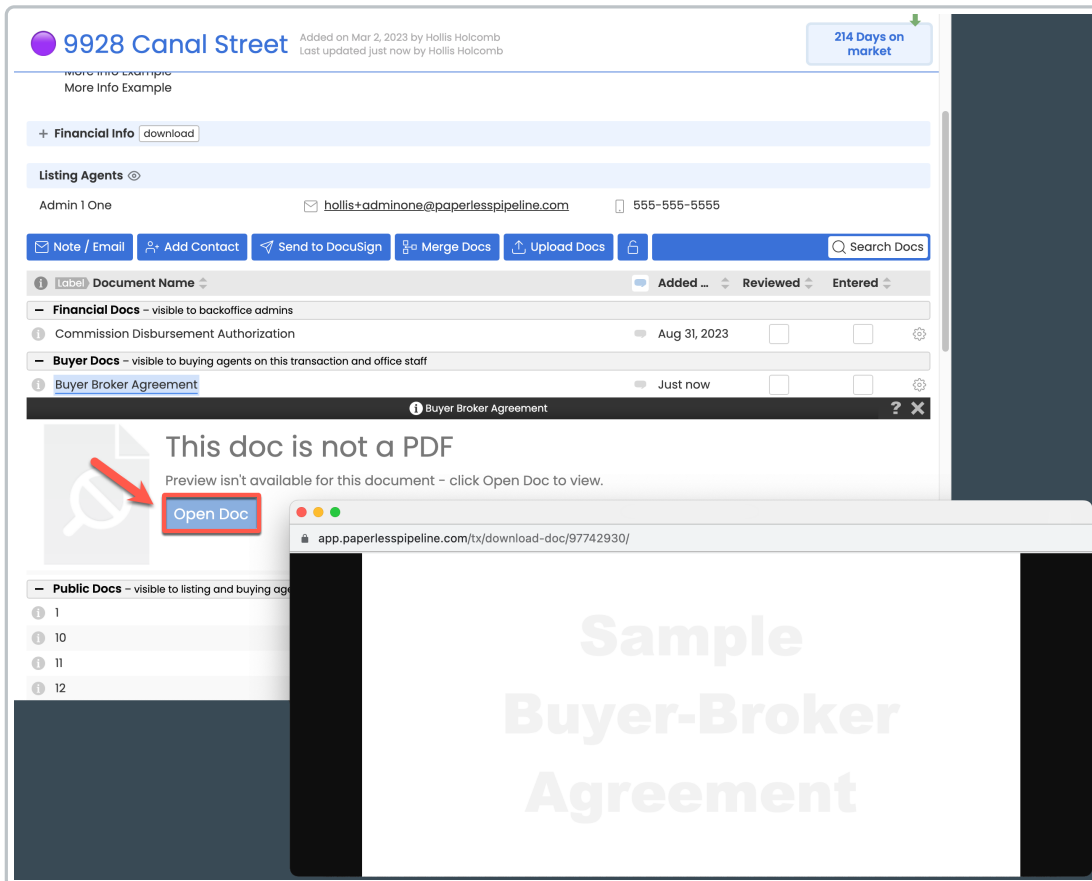 9928 Canal Street
Added on Mar 2, 2023 by Hollis Holcomb
Last updated just now by Hollis Holcomb
214 Days on
market
More Info Example
More Info Example
+ Financial Info download
Listing Agents
Admin 1 One hollis+adminone@paperlesspipeline.com 555-555-5555
Note / Email Add Contact Send to DocuSign Merge Docs Upload Docs Search Docs
Label Document Name Added ... Reviewed Entered
– Financial Docs – visible to backoffice admins
Commission Disbursement Authorization Aug 31, 2023
– Buyer Docs – visible to buying agents on this transaction and office staff
Buyer Broker Agreement Just now
Buyer Broker Agreement ? X
This doc is not a PDF
Preview isn't available for this document - click Open Doc to view.
Open Doc
app.paperlesspipeline.com/tx/download-doc/97742930/
– Public Docs – visible to listing and buying age
1
10
11
12
Sample
Buyer-Broker
Agreement